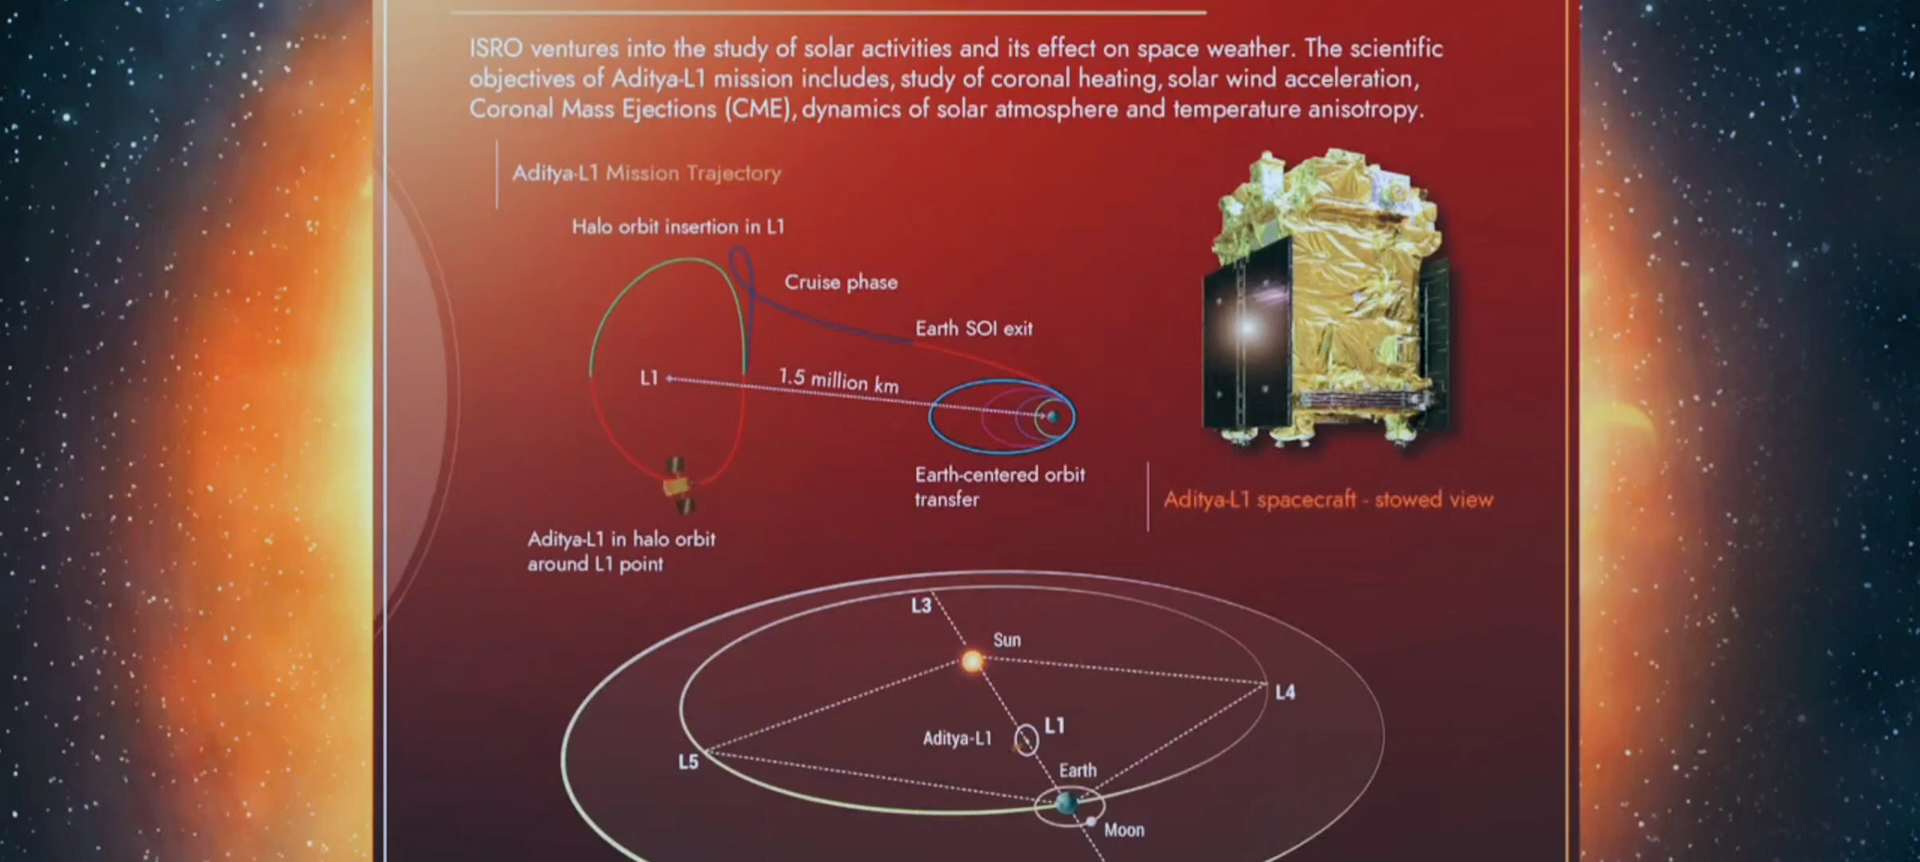 ISRO ventures into the study of solar activities and its effect on space weather. The scientific
objectives of Aditya-L1 mission includes, study of coronal heating, solar wind acceleration,
Coronal Mass Ejections (CME), dynamics of solar atmosphere and temperature anisotropy.
Aditya-L1 Mission Trajectory
Halo orbit insertion in L1
Cruise phase
Earth SOI exit
L1
1.5 million km
Earth-centered orbit
transfer
Aditya-L1 spacecraft - stowed view
Aditya-L1 in halo orbit
around L1 point
L3
Sun
L4
L1
Aditya-L1
L5
Earth
Moon